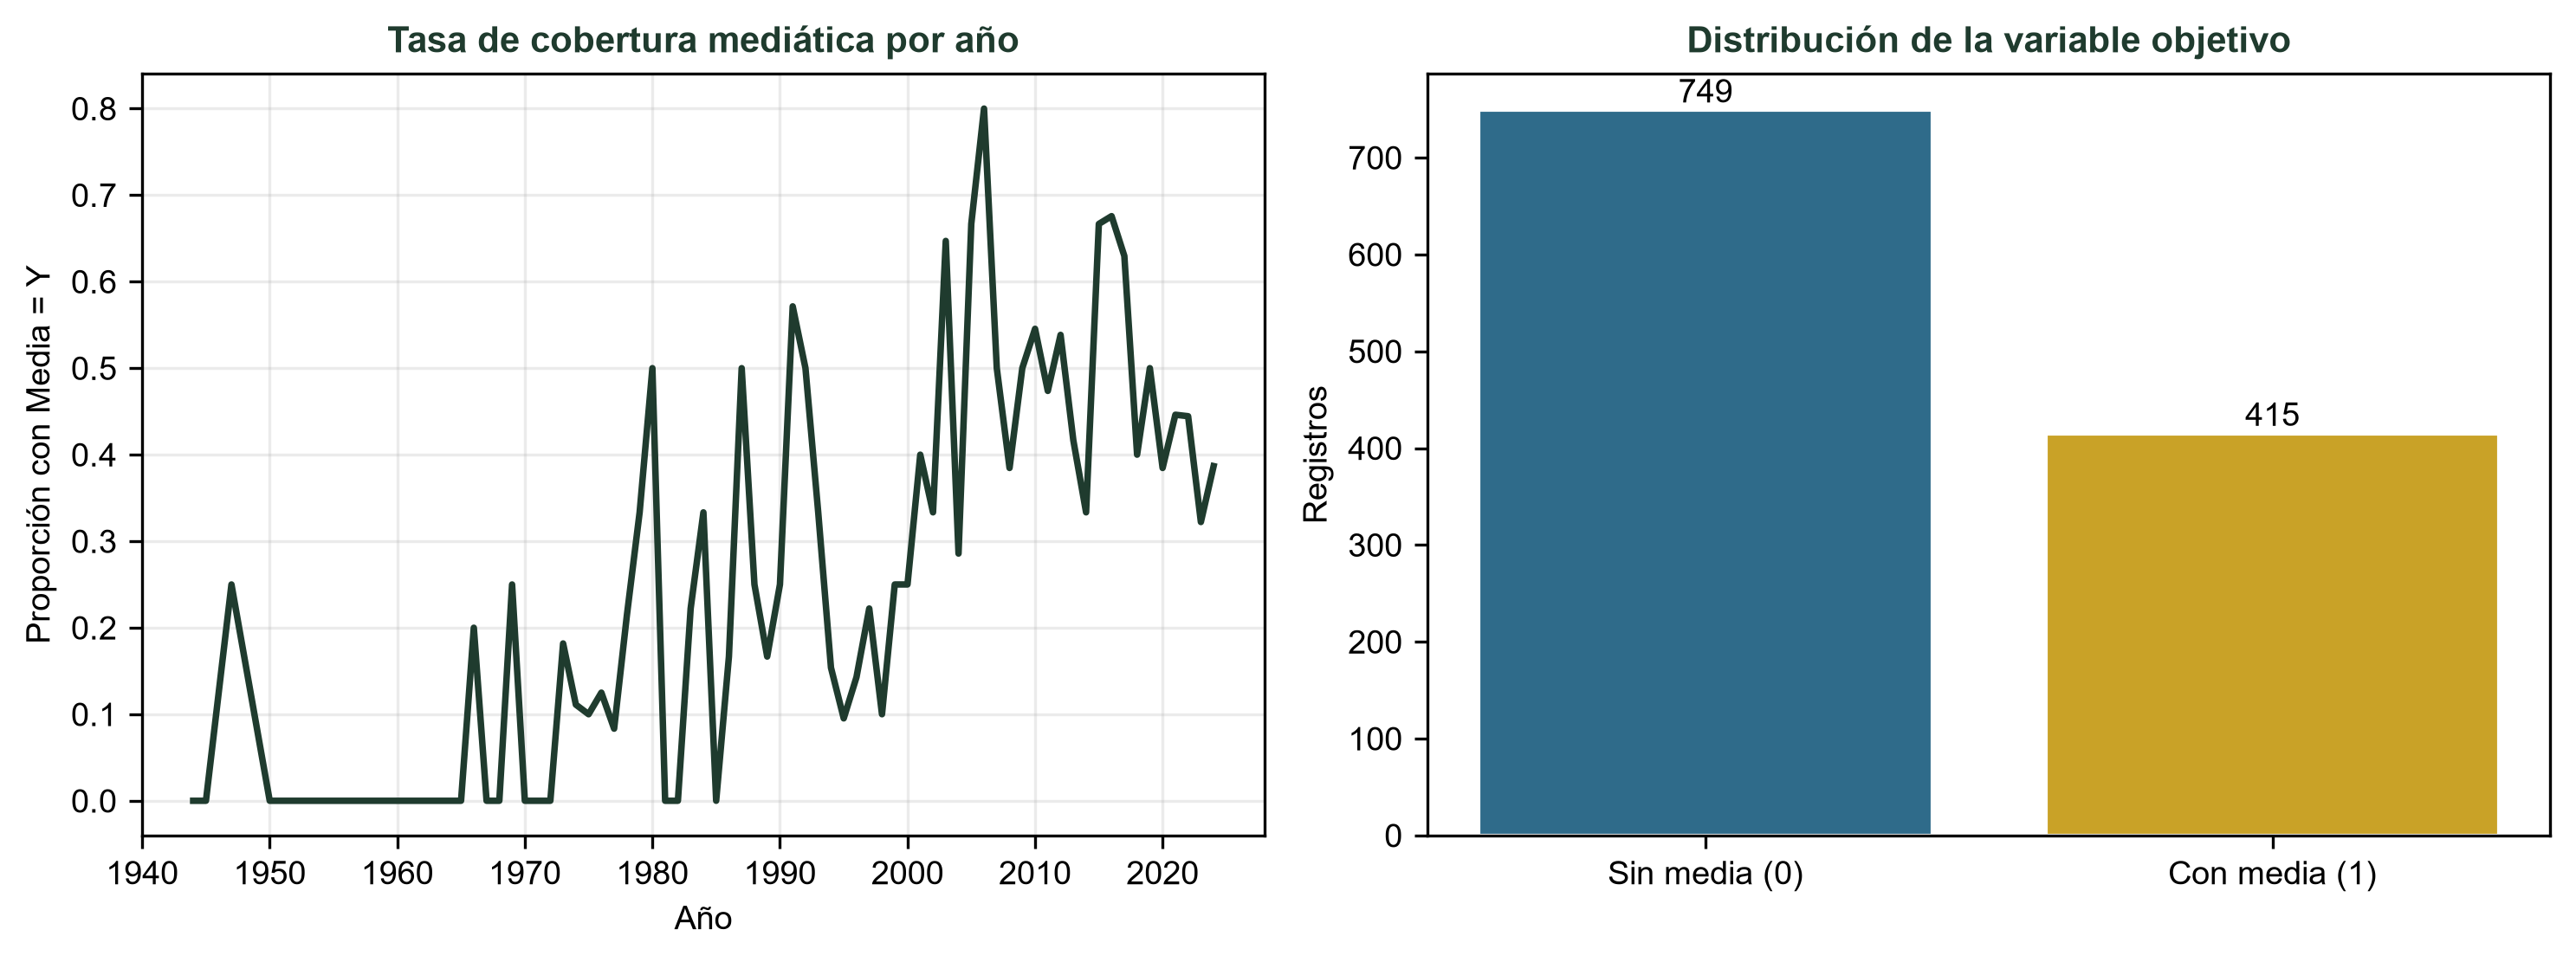 Tasa de cobertura mediática por año
Proporción con Media = Y
0.8
0.7
0.6
0.5
0.4
0.3
0.2
0.1
0.0
1940 1950 1960 1970 1980 1990 2000 2010 2020
Año
Distribución de la variable objetivo
Registros
700
600
500
400
300
200
100
0
749
415
Sin media (0) Con media (1)